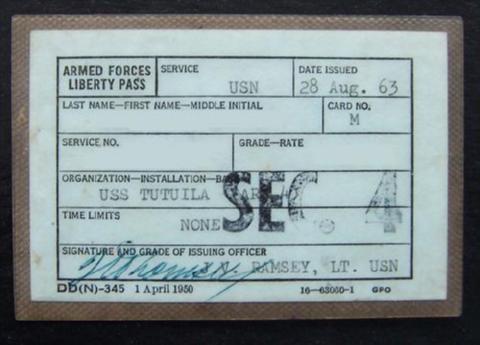 ARMED FORCES
LIBERTY PASS
SERVICE
USN
DATE ISSUED
28 Aug. 63
LAST NAME—FIRST NAME—MIDDLE INITIAL
CARD NO.
M
SERVICE NO.
GRADE—RATE
ORGANIZATION—INSTALLATION—BA
USS TUTUILA
SEC. 4
TIME LIMITS
NONE
SIGNATURE AND GRADE OF ISSUING OFFICER
RAMSEY, LT. USN
DD(N)-345 1 April 1950
16—63060-1 GPO